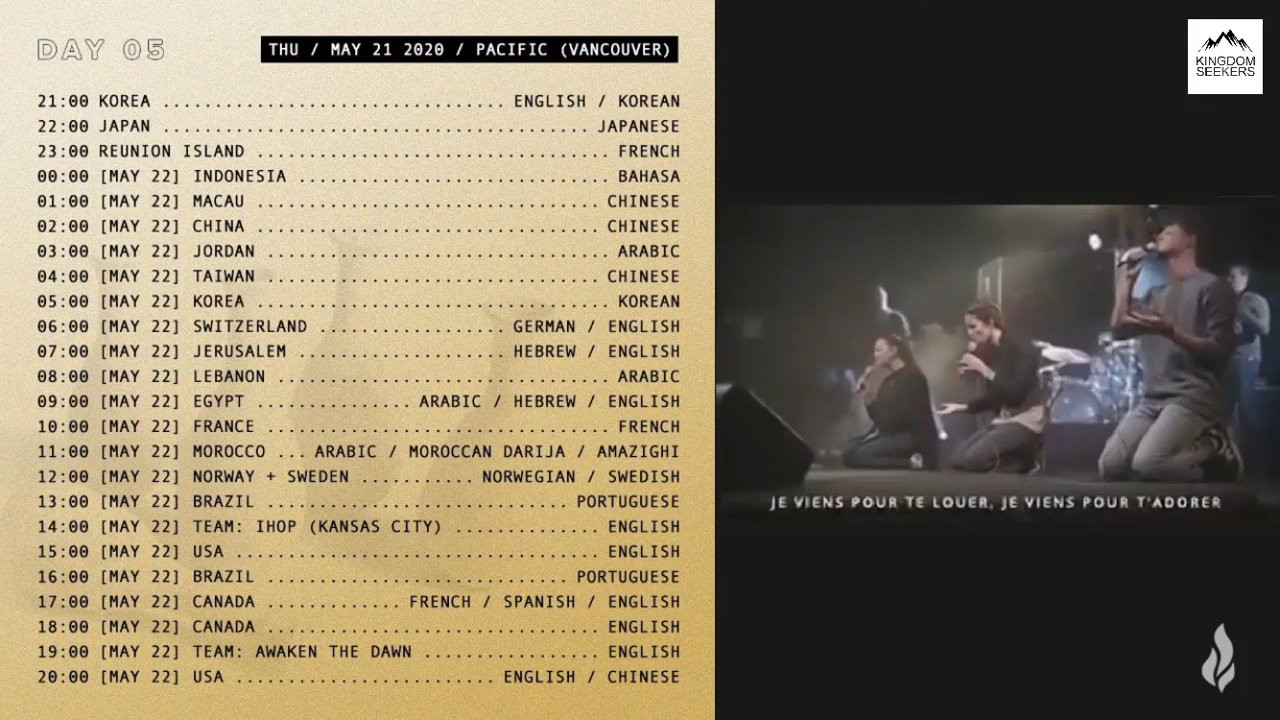 DAY 05
THU / MAY 21 2020 / PACIFIC (VANCOUVER)
21:00 KOREA ................................. ENGLISH / KOREAN
22:00 JAPAN ......................................... JAPANESE
23:00 REUNION ISLAND .................................. FRENCH
00:00 [MAY 22] INDONESIA .............................. BAHASA
01:00 [MAY 22] MACAU ................................. CHINESE
02:00 [MAY 22] CHINA ................................. CHINESE
03:00 [MAY 22] JORDAN ................................. ARABIC
04:00 [MAY 22] TAIWAN ................................ CHINESE
05:00 [MAY 22] KOREA .................................. KOREAN
06:00 [MAY 22] SWITZERLAND .................. GERMAN / ENGLISH
07:00 [MAY 22] JERUSALEM .................... HEBREW / ENGLISH
08:00 [MAY 22] LEBANON ................................ ARABIC
09:00 [MAY 22] EGYPT ............... ARABIC / HEBREW / ENGLISH
10:00 [MAY 22] FRANCE ................................. FRENCH
11:00 [MAY 22] MOROCCO ... ARABIC / MOROCCAN DARIJA / AMAZIGHI
12:00 [MAY 22] NORWAY + SWEDEN ........... NORWEGIAN / SWEDISH
13:00 [MAY 22] BRAZIL ............................. PORTUGUESE
14:00 [MAY 22] TEAM: IHOP (KANSAS CITY) .............. ENGLISH
15:00 [MAY 22] USA ................................... ENGLISH
16:00 [MAY 22] BRAZIL ............................. PORTUGUESE
17:00 [MAY 22] CANADA ............. FRENCH / SPANISH / ENGLISH
18:00 [MAY 22] CANADA ................................ ENGLISH
19:00 [MAY 22] TEAM: AWAKEN THE DAWN ................. ENGLISH
20:00 [MAY 22] USA ......................... ENGLISH / CHINESE
KINGDOM
SEEKERS
JE VIENS POUR TE LOUER, JE VIENS POUR T'ADORER